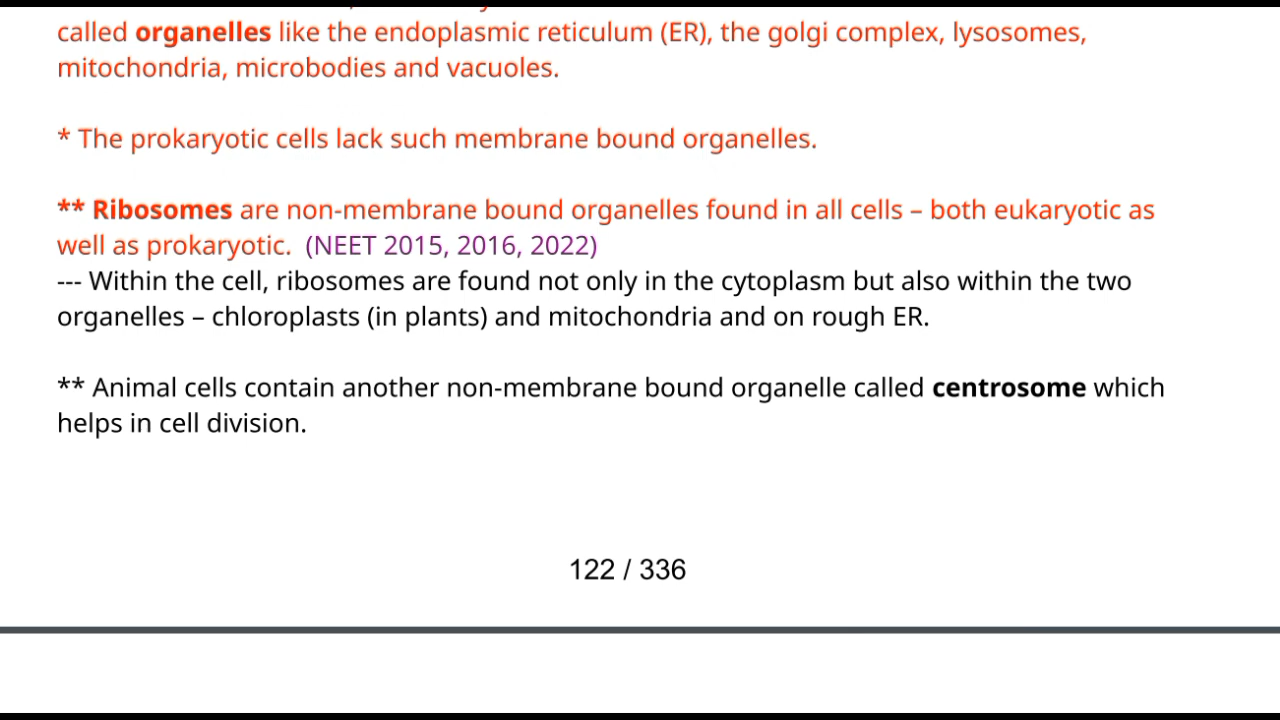 called organelles like the endoplasmic reticulum (ER), the golgi complex, lysosomes,
mitochondria, microbodies and vacuoles.
* The prokaryotic cells lack such membrane bound organelles.
** Ribosomes are non-membrane bound organelles found in all cells – both eukaryotic as
well as prokaryotic. (NEET 2015, 2016, 2022)
--- Within the cell, ribosomes are found not only in the cytoplasm but also within the two
organelles – chloroplasts (in plants) and mitochondria and on rough ER.
** Animal cells contain another non-membrane bound organelle called centrosome which
helps in cell division.
122 / 336